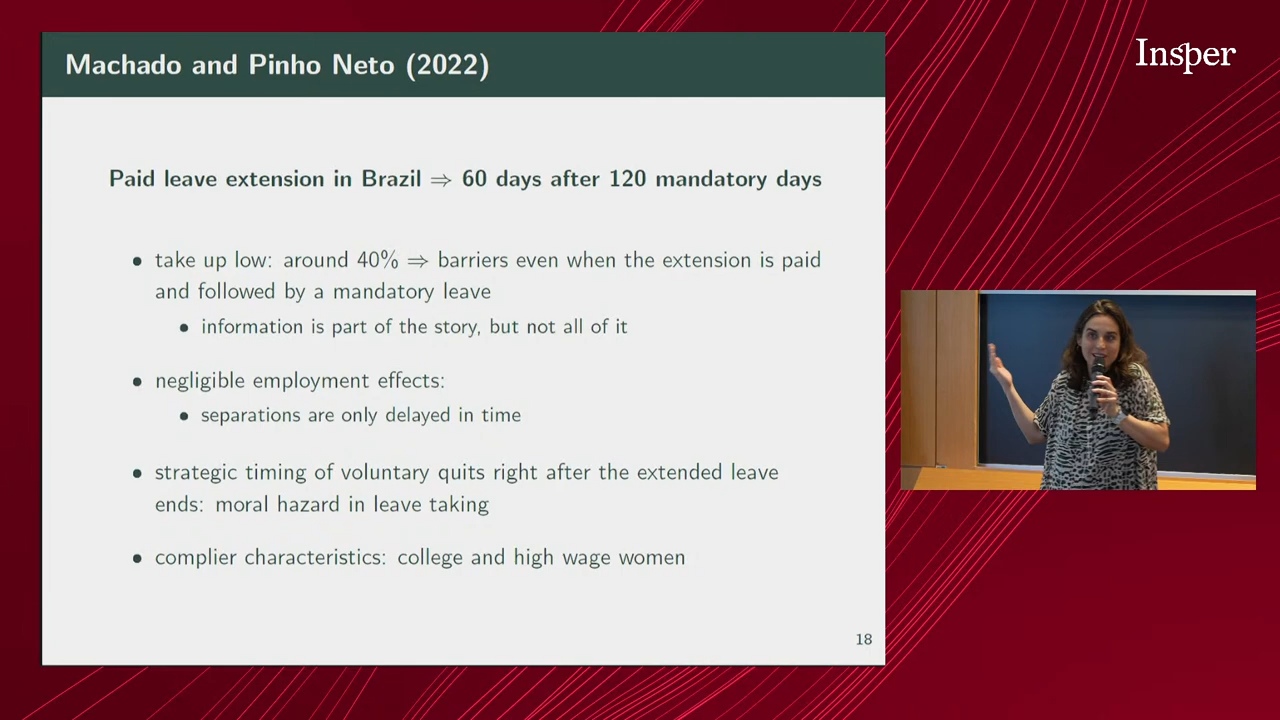 Machado and Pinho Neto (2022)
Insper
Paid leave extension in Brazil ⇒ 60 days after 120 mandatory days
• take up low: around 40% ⇒ barriers even when the extension is paid
and followed by a mandatory leave
• information is part of the story, but not all of it
• negligible employment effects:
• separations are only delayed in time
• strategic timing of voluntary quits right after the extended leave
ends: moral hazard in leave taking
• complier characteristics: college and high wage women
18